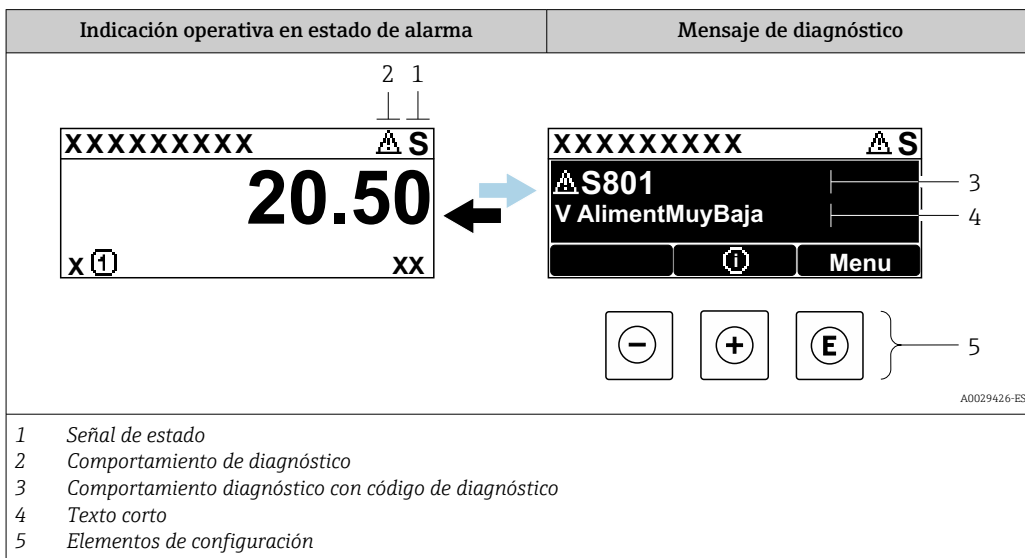 Indicación operativa en estado de alarma
Mensaje de diagnóstico
2 1
XXXXXXXXX S
20.50
X 1 XX
XXXXXXXXX S
S801
V AlimentMuyBaja
i Menu
3
4
E
5
A0029426-ES
1 Señal de estado
2 Comportamiento de diagnóstico
3 Comportamiento diagnóstico con código de diagnóstico
4 Texto corto
5 Elementos de configuración